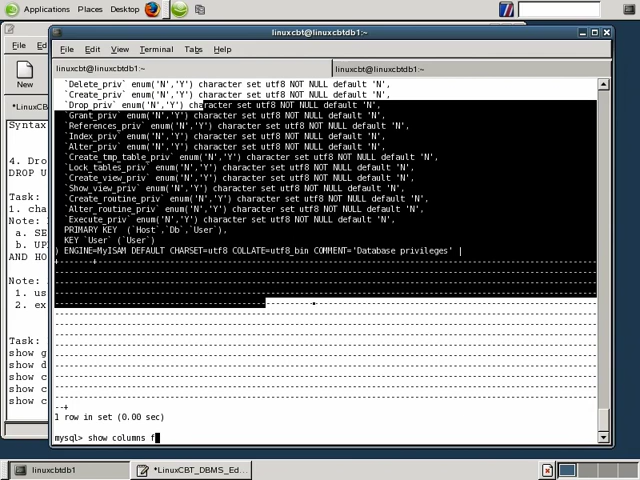 Applications Places Desktop
linuxcbt@linuxcbtdb1:~
File Edit View Terminal Tabs Help
linuxcbt@linuxcbtdb1:~
linuxcbt@linuxcbtdb1:~
File
New
*LinuxCB
Syntax
4. Dro
DROP U
Task:
1. cha
Note:
a. SE
b. UP
AND HO
Note:
1. us
2. ex
Task:
show g
show d
show c
show c
show c
`Delete_priv` enum('N','Y') character set utf8 NOT NULL default 'N',
`Create_priv` enum('N','Y') character set utf8 NOT NULL default 'N',
`Drop_priv` enum('N','Y') character set utf8 NOT NULL default 'N',
`Grant_priv` enum('N','Y') character set utf8 NOT NULL default 'N',
`References_priv` enum('N','Y') character set utf8 NOT NULL default 'N',
`Index_priv` enum('N','Y') character set utf8 NOT NULL default 'N',
`Alter_priv` enum('N','Y') character set utf8 NOT NULL default 'N',
`Create_tmp_table_priv` enum('N','Y') character set utf8 NOT NULL default 'N',
`Lock_tables_priv` enum('N','Y') character set utf8 NOT NULL default 'N',
`Create_view_priv` enum('N','Y') character set utf8 NOT NULL default 'N',
`Show_view_priv` enum('N','Y') character set utf8 NOT NULL default 'N',
`Create_routine_priv` enum('N','Y') character set utf8 NOT NULL default 'N',
`Alter_routine_priv` enum('N','Y') character set utf8 NOT NULL default 'N',
`Execute_priv` enum('N','Y') character set utf8 NOT NULL default 'N',
PRIMARY KEY (`Host`,`Db`,`User`),
KEY `User` (`User`)
) ENGINE=MyISAM DEFAULT CHARSET=utf8 COLLATE=utf8_bin COMMENT='Database privileges' |
1 row in set (0.00 sec)
mysql> show columns f
linuxcbtdb1
*LinuxCBT_DBMS_Ed...